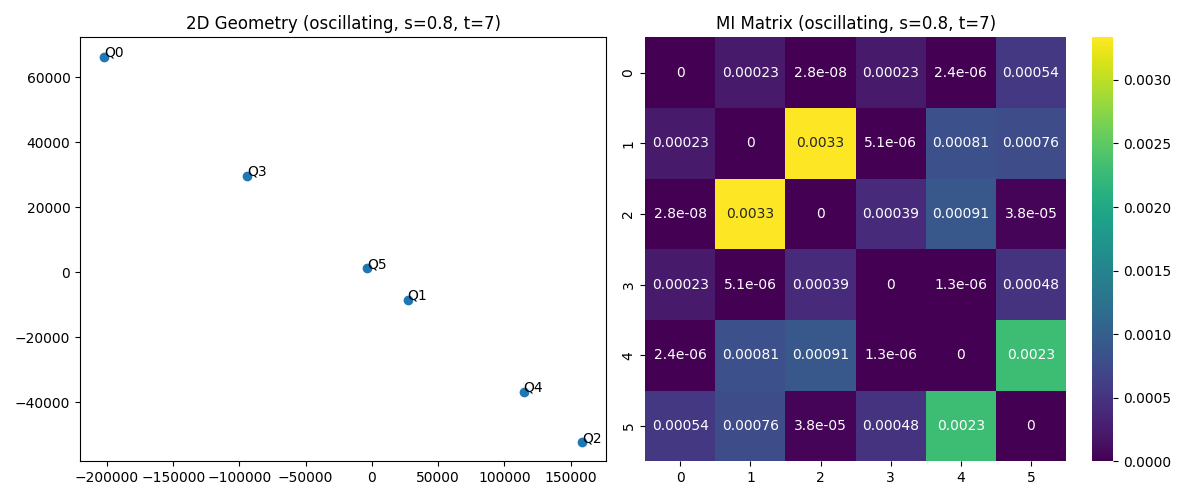 2D Geometry (oscillating, s=0.8, t=7)
60000
40000
20000
0
−20000
−40000
−200000 −150000 −100000 −50000 0 50000 100000 150000
Q0
Q3
Q5
Q1
Q4
Q2
MI Matrix (oscillating, s=0.8, t=7)
0 0 0.00023 2.8e-08 0.00023 2.4e-06 0.00054
1 0.00023 0 0.0033 5.1e-06 0.00081 0.00076
2 2.8e-08 0.0033 0 0.00039 0.00091 3.8e-05
3 0.00023 5.1e-06 0.00039 0 1.3e-06 0.00048
4 2.4e-06 0.00081 0.00091 1.3e-06 0 0.0023
5 0.00054 0.00076 3.8e-05 0.00048 0.0023 0
0 1 2 3 4 5
0.0030
0.0025
0.0020
0.0015
0.0010
0.0005
0.0000